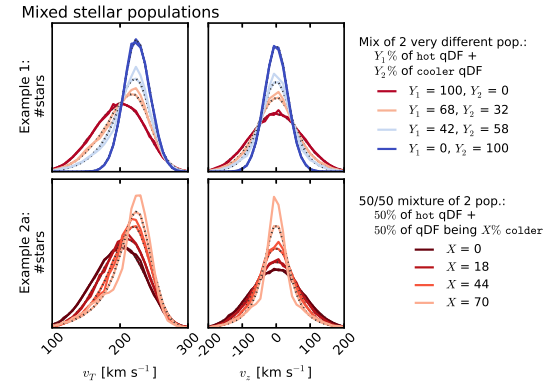 Mixed stellar populations
Example 1:
#stars
Mix of 2 very different pop.:
Y₁% of hot qDF +
Y₂% of cooler qDF
Y₁ = 100, Y₂ = 0
Y₁ = 68, Y₂ = 32
Y₁ = 42, Y₂ = 58
Y₁ = 0, Y₂ = 100
Example 2a:
#stars
50/50 mixture of 2 pop.:
50% of hot qDF +
50% of qDF being X% colder
X = 0
X = 18
X = 44
X = 70
100 200 300
-200 -100 0 100 200
v_T [km s⁻¹]
v_z [km s⁻¹]